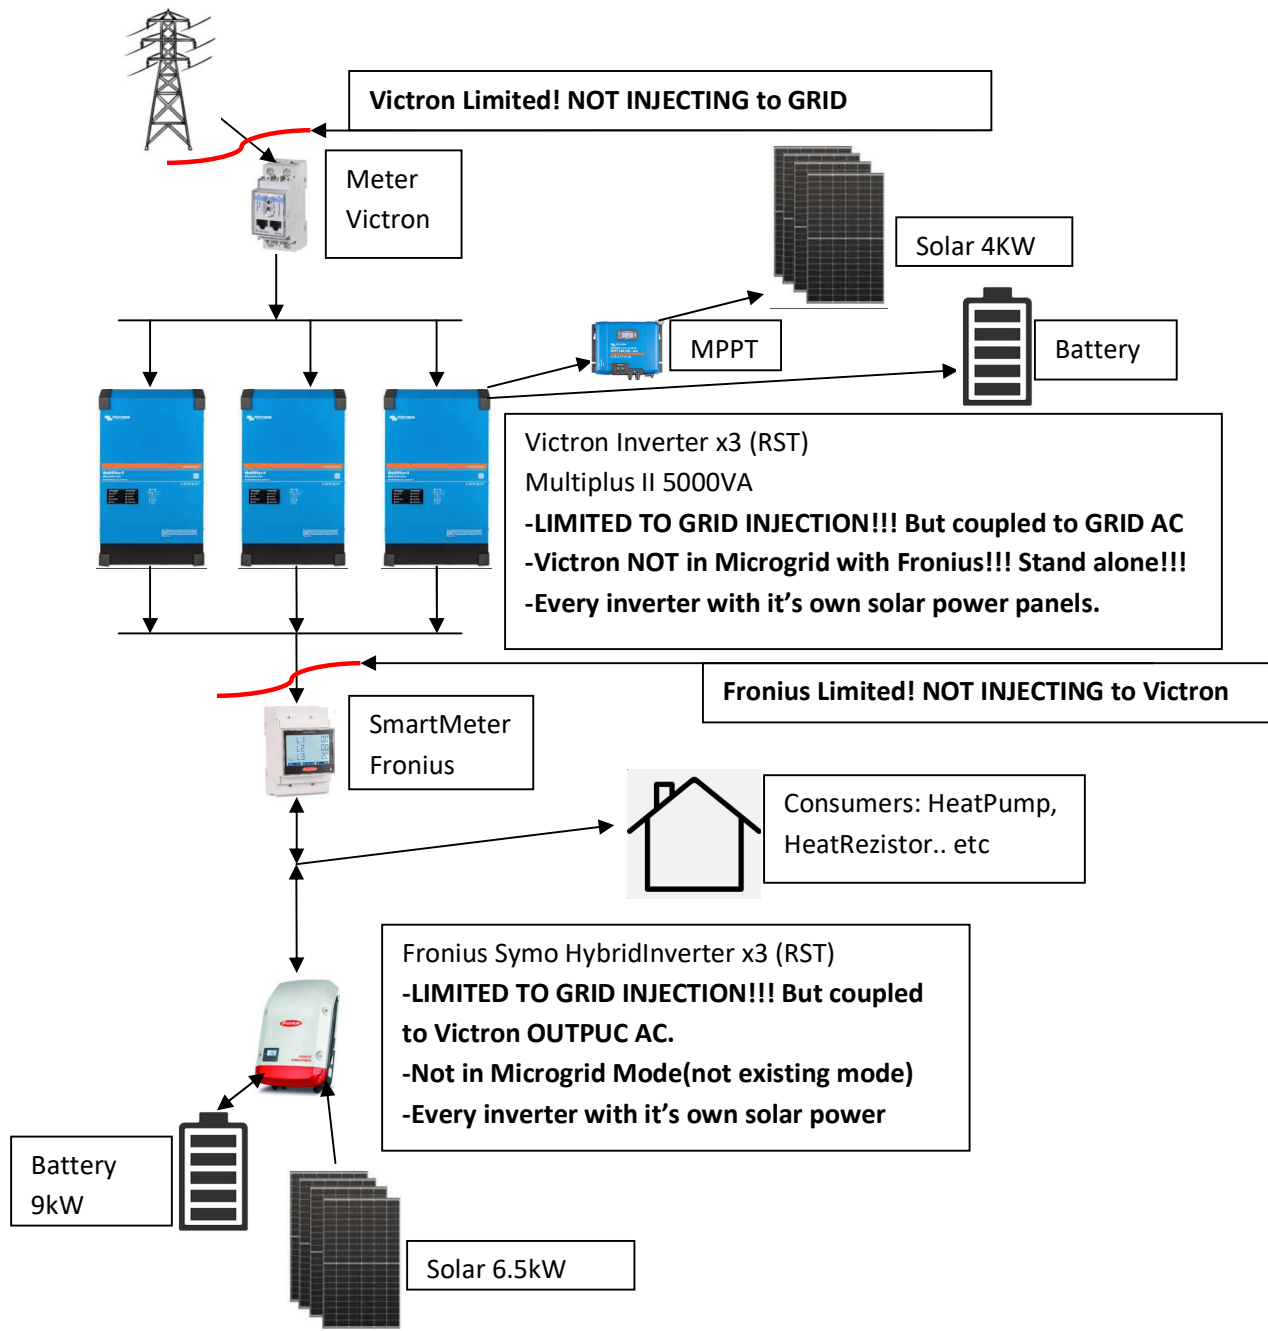 Victron Limited! NOT INJECTING to GRID
Meter
Victron
Solar 4KW
MPPT
Battery
Victron Inverter x3 (RST)
Multiplus II 5000VA
-LIMITED TO GRID INJECTION!!! But coupled to GRID AC
-Victron NOT in Microgrid with Fronius!!! Stand alone!!!
-Every inverter with it’s own solar power panels.
Fronius Limited! NOT INJECTING to Victron
SmartMeter
Fronius
Consumers: HeatPump,
HeatRezistor.. etc
Fronius Symo HybridInverter x3 (RST)
-LIMITED TO GRID INJECTION!!! But coupled
to Victron OUTPUC AC.
-Not in Microgrid Mode(not existing mode)
-Every inverter with it’s own solar power
Battery
9kW
Solar 6.5kW